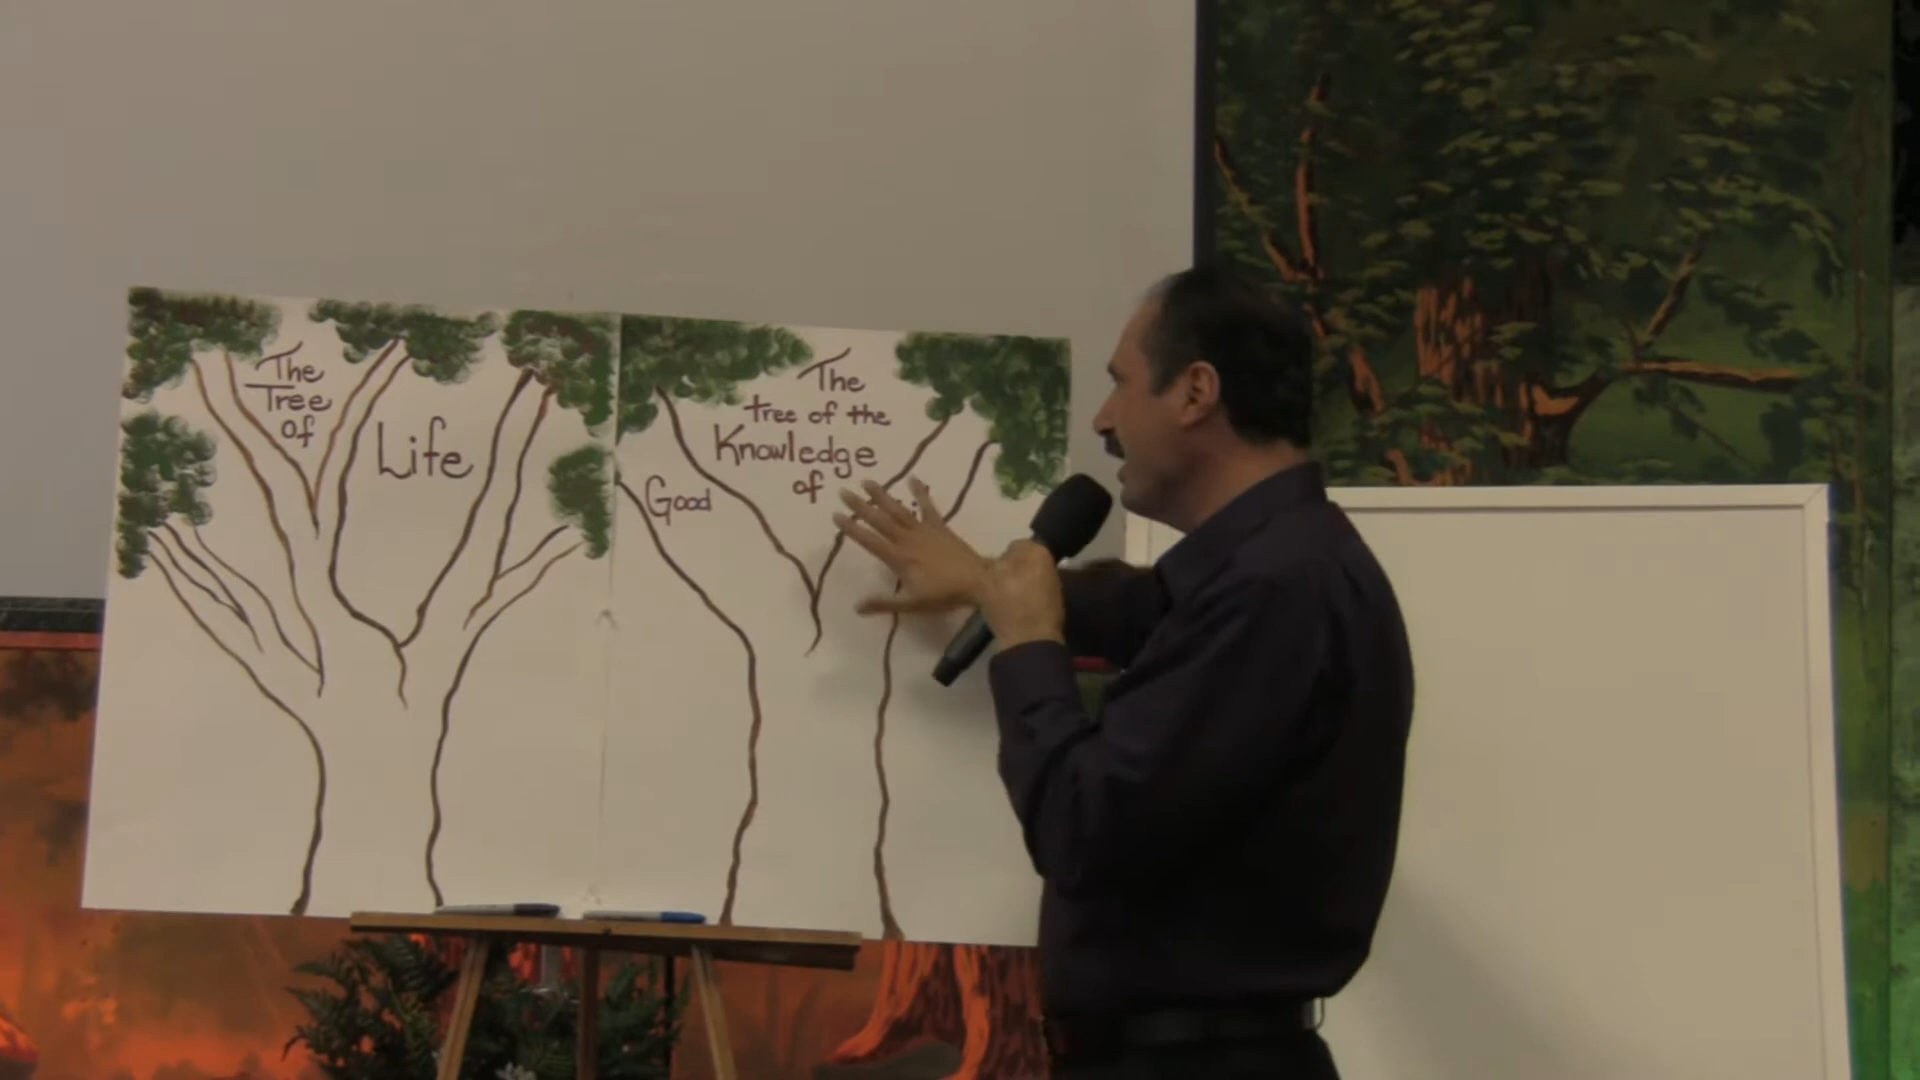 The
Tree
of
Life
The
tree of the
Knowledge
of
Good